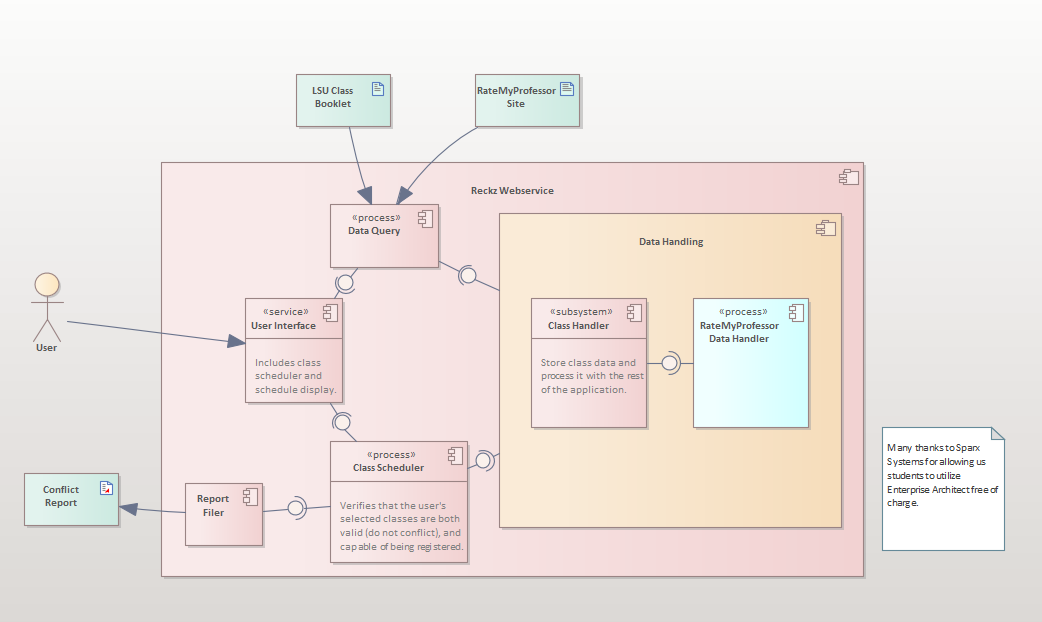 LSU Class
Booklet
RateMyProfessor
Site
Reckz Webservice
«process»
Data Query
Data Handling
«service»
User Interface
Includes class
scheduler and
schedule display.
«subsystem»
Class Handler
Store class data and
process it with the rest
of the application.
«process»
RateMyProfessor
Data Handler
User
«process»
Class Scheduler
Verifies that the user's
selected classes are both
valid (do not conflict), and
capable of being registered.
Report
Filer
Conflict
Report
Many thanks to Sparx
Systems for allowing us
students to utilize
Enterprise Architect free of
charge.